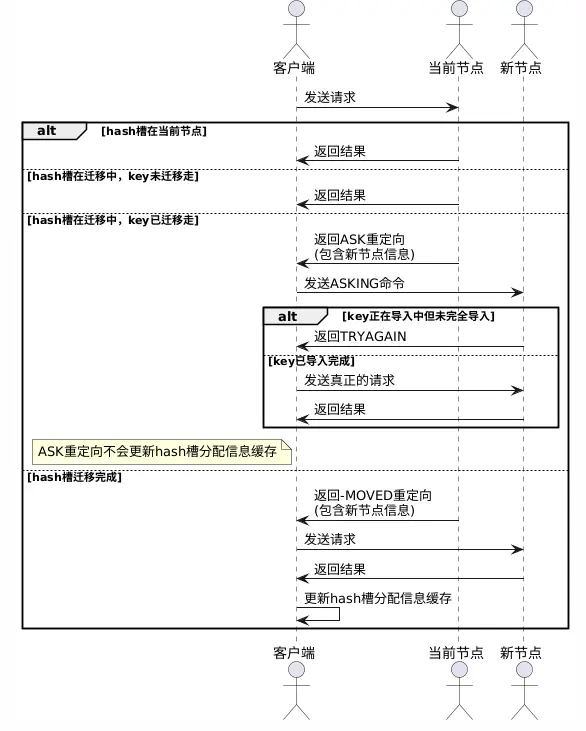 客户端
当前节点
新节点
发送请求
alt
[hash槽在当前节点]
返回结果
[hash槽在迁移中，key未迁移走]
返回结果
[hash槽在迁移中，key已迁移走]
返回ASK重定向
(包含新节点信息)
发送ASKING命令
alt
[key正在导入中但未完全导入]
返回TRYAGAIN
[key已导入完成]
发送真正的请求
返回结果
ASK重定向不会更新hash槽分配信息缓存
[hash槽迁移完成]
返回-MOVED重定向
(包含新节点信息)
发送请求
返回结果
更新hash槽分配信息缓存
客户端
当前节点
新节点